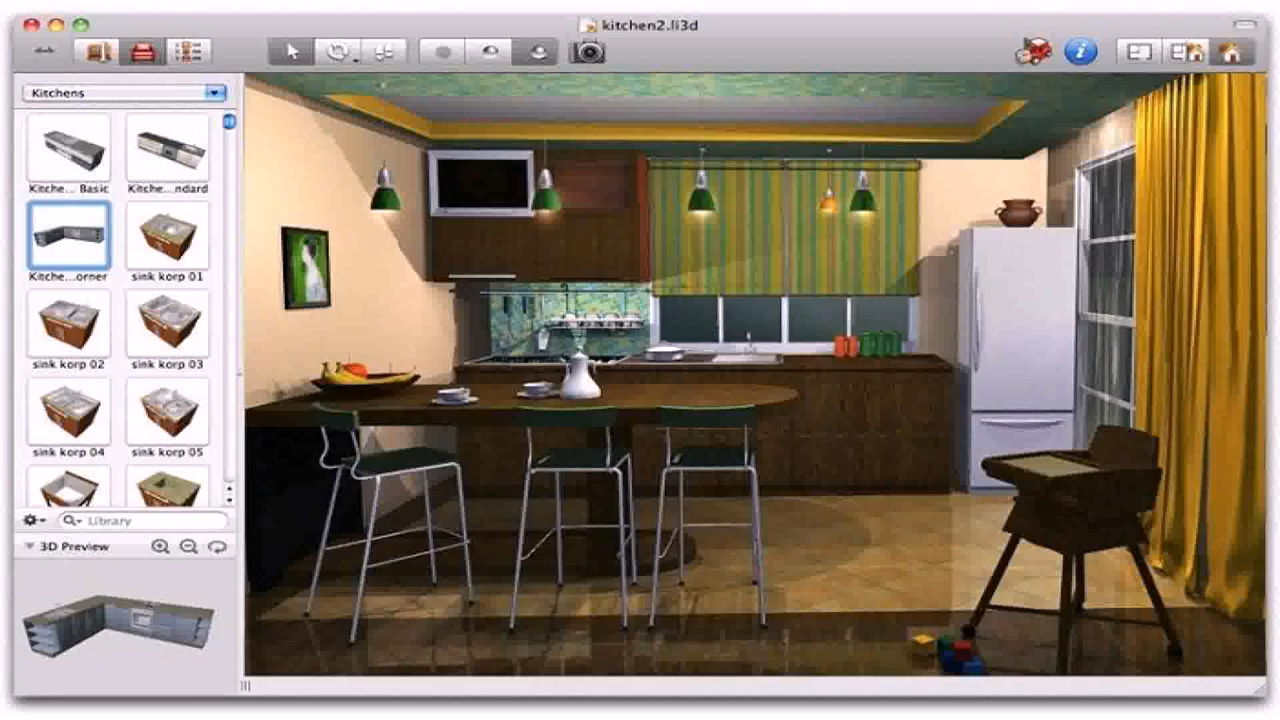 kitchen2.li3d
Kitchens
Kitche... Basic
Kitche...ndard
Kitche...orner
sink korp 01
sink korp 02
sink korp 03
sink korp 04
sink korp 05
Library
3D Preview